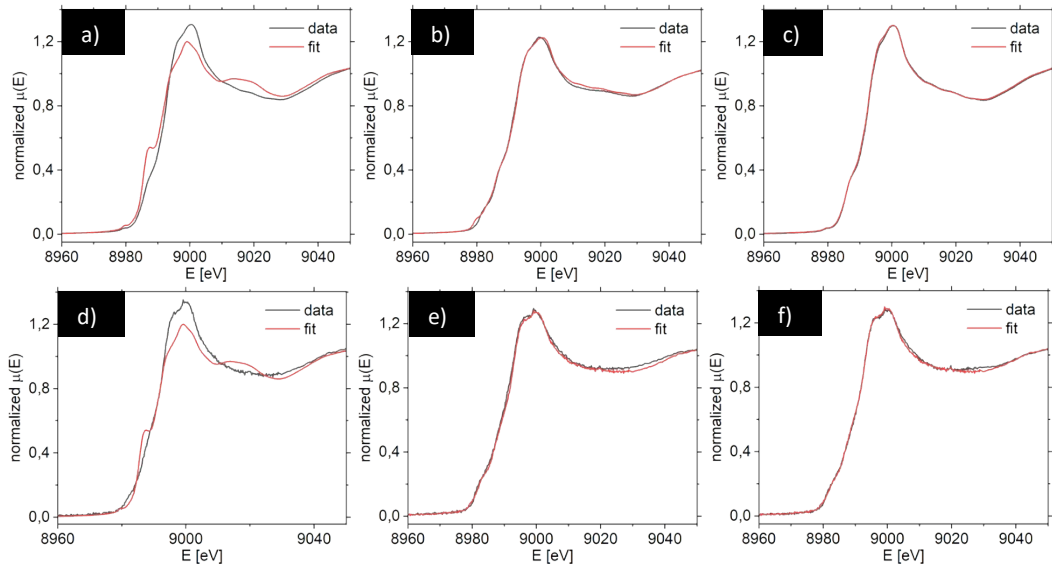 a)
data
fit
1,2
0,8
0,4
0,0
normalized μ(E)
8960 8980 9000 9020 9040
E [eV]
b)
data
fit
1,2
0,8
0,4
0,0
normalized μ(E)
8960 8980 9000 9020 9040
E [eV]
c)
data
fit
1,2
0,8
0,4
0,0
normalized μ(E)
8960 8980 9000 9020 9040
E [eV]
d)
data
fit
1,2
0,8
0,4
0,0
normalized μ(E)
8960 8980 9000 9020 9040
E [eV]
e)
data
fit
1,2
0,8
0,4
0,0
normalized μ(E)
8960 8980 9000 9020 9040
E [eV]
f)
data
fit
1,2
0,8
0,4
0,0
normalized μ(E)
8960 8980 9000 9020 9040
E [eV]